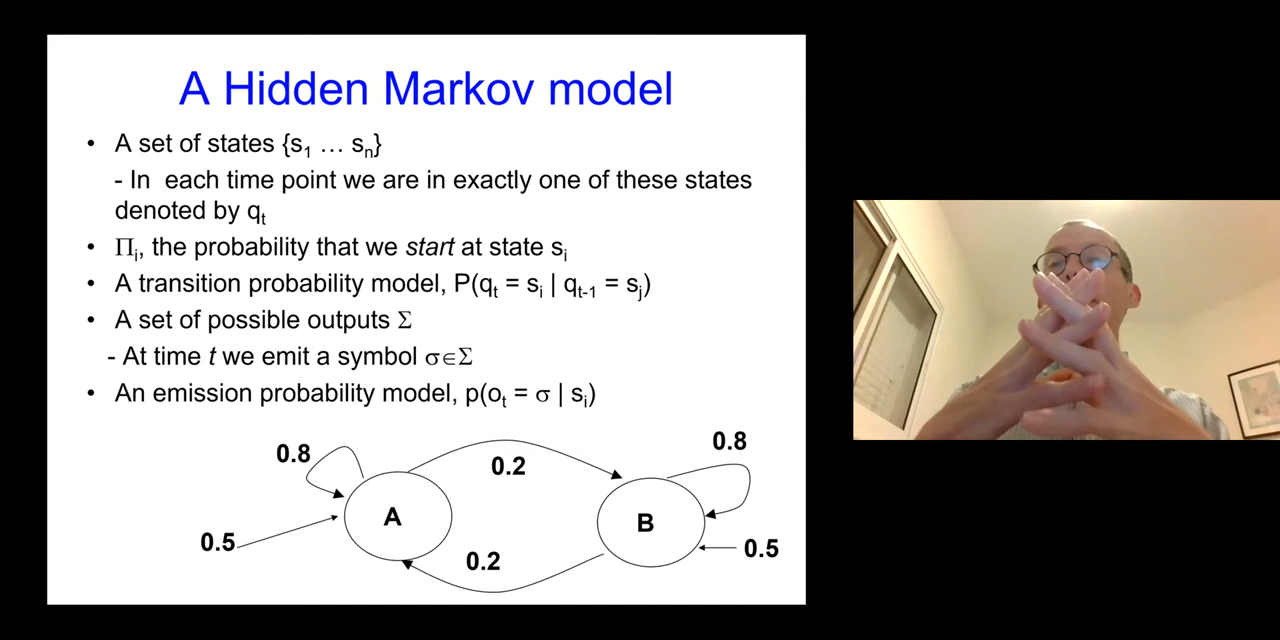 A Hidden Markov model
• A set of states {s₁ … sₙ}
- In each time point we are in exactly one of these states
denoted by qₜ
• Πᵢ, the probability that we start at state sᵢ
• A transition probability model, P(qₜ = sᵢ | qₜ₋₁ = sⱼ)
• A set of possible outputs Σ
- At time t we emit a symbol σ∈Σ
• An emission probability model, p(oₜ = σ | sᵢ)
0.8
0.2
0.8
A
B
0.5
0.2
0.5